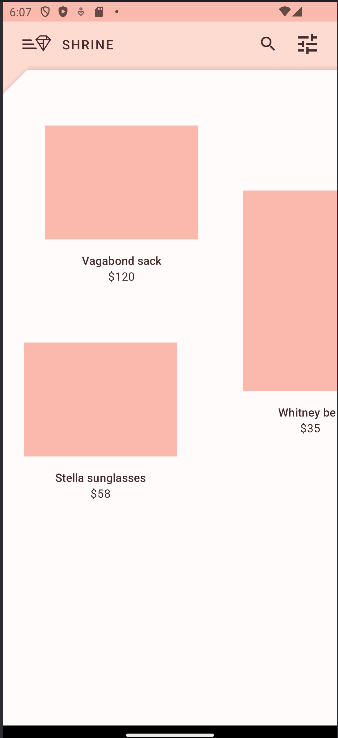 6:07
SHRINE
Vagabond sack
$120
Whitney be
$35
Stella sunglasses
$58